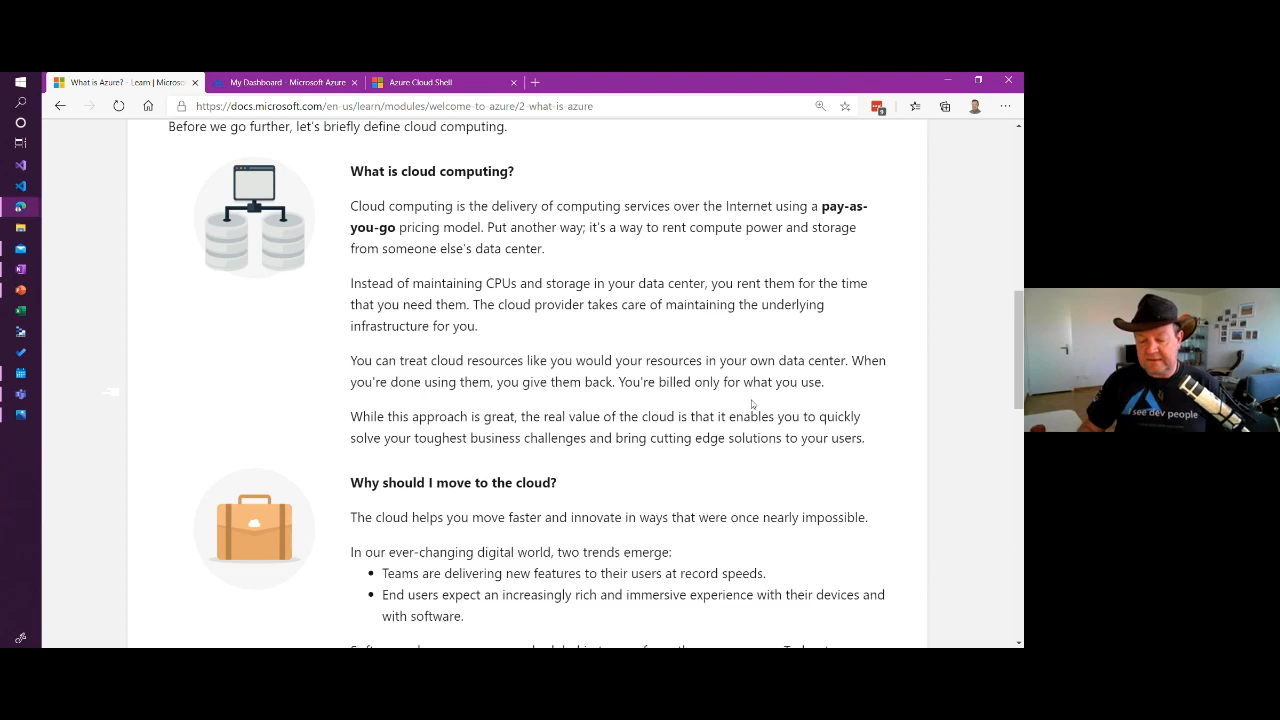 What is Azure? - Learn | Microso
My Dashboard - Microsoft Azure
Azure Cloud Shell
https://docs.microsoft.com/en-us/learn/modules/welcome-to-azure/2-what-is-azure
Before we go further, let's briefly define cloud computing.
What is cloud computing?
Cloud computing is the delivery of computing services over the Internet using a pay-as-
you-go pricing model. Put another way; it's a way to rent compute power and storage
from someone else's data center.
Instead of maintaining CPUs and storage in your data center, you rent them for the time
that you need them. The cloud provider takes care of maintaining the underlying
infrastructure for you.
You can treat cloud resources like you would your resources in your own data center. When
you're done using them, you give them back. You're billed only for what you use.
While this approach is great, the real value of the cloud is that it enables you to quickly
solve your toughest business challenges and bring cutting edge solutions to your users.
Why should I move to the cloud?
The cloud helps you move faster and innovate in ways that were once nearly impossible.
In our ever-changing digital world, two trends emerge:
Teams are delivering new features to their users at record speeds.
End users expect an increasingly rich and immersive experience with their devices and
with software.
I see dev people